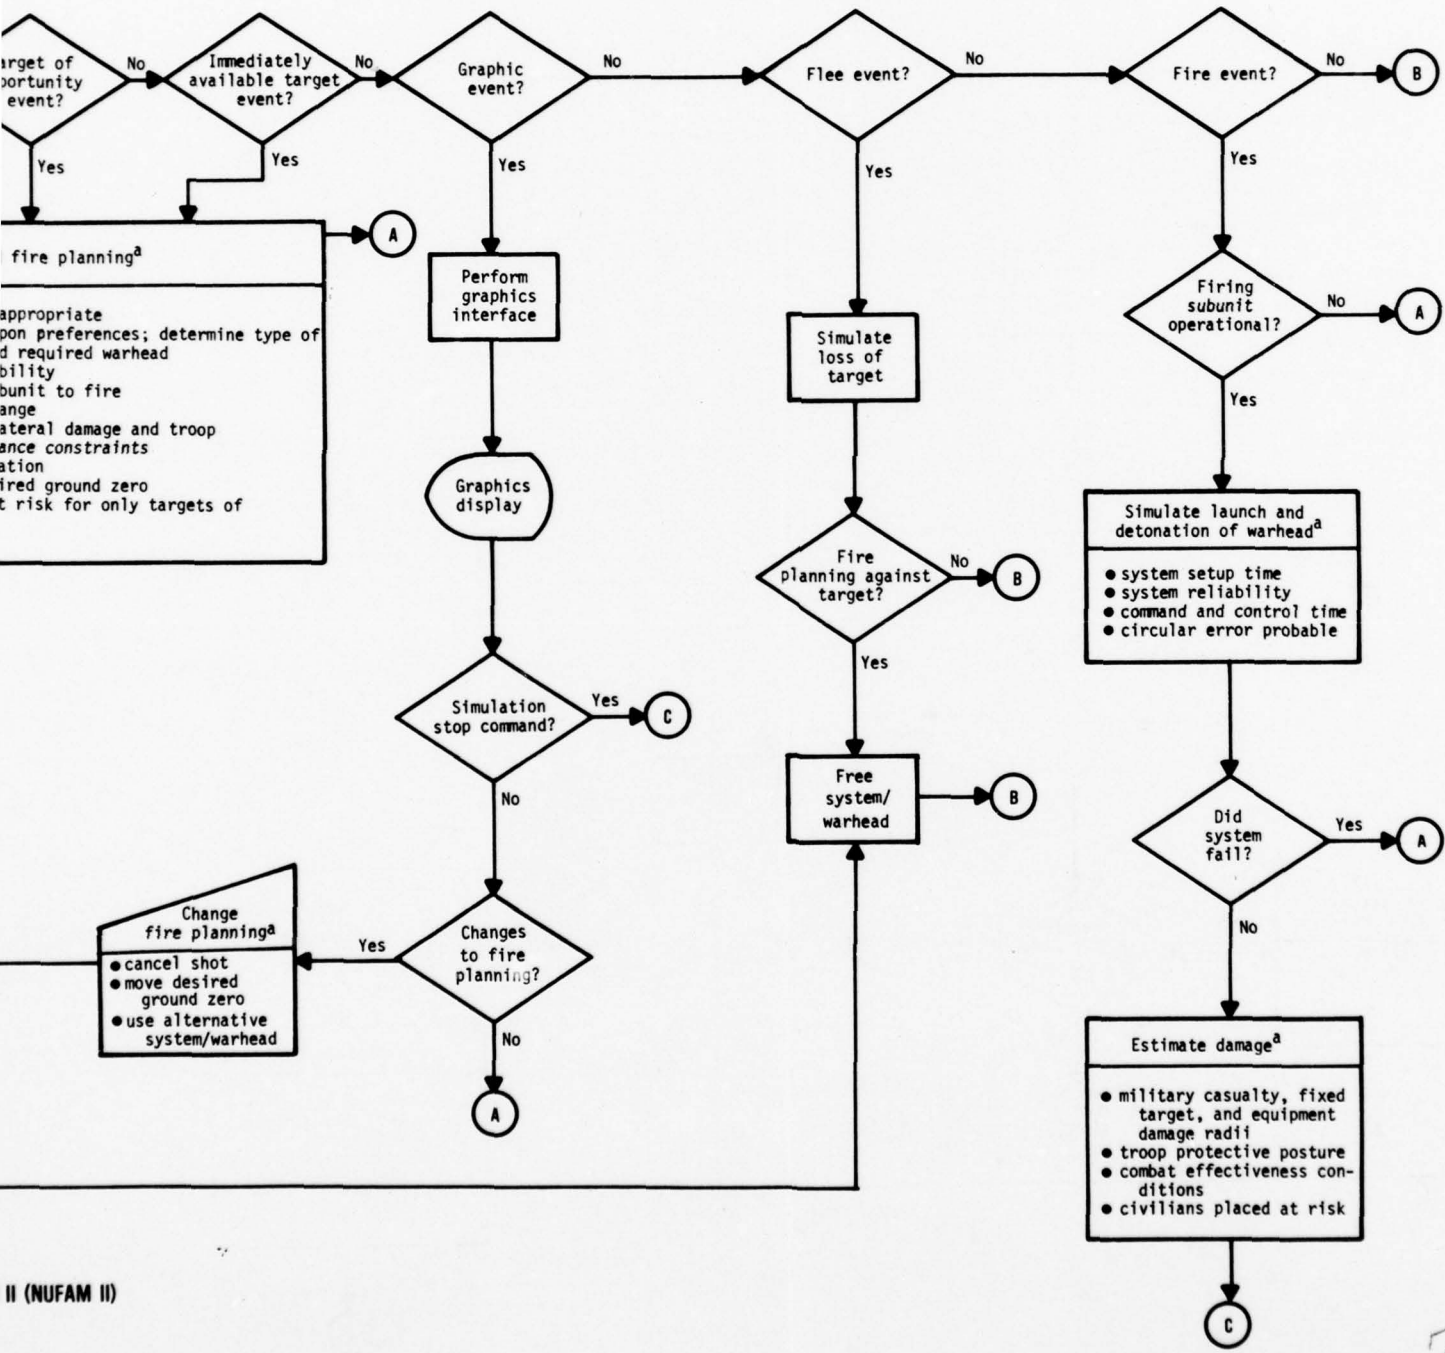 arget of
portunity
event?
No
Yes
Immediately
available target
event?
No
Yes
Graphic
event?
No
Yes
Flee event?
No
Yes
Fire event?
No
B
Yes
fire planningᵃ
A
appropriate
pon preferences; determine type of
d required warhead
bility
bunit to fire
ange
ateral damage and troop
ance constraints
ation
ired ground zero
t risk for only targets of
Perform
graphics
interface
Graphics
display
Simulation
stop command?
Yes
C
No
Changes
to fire
planning?
Yes
No
A
Change
fire planningᵃ
● cancel shot
● move desired
ground zero
● use alternative
system/warhead
Simulate
loss of
target
Fire
planning against
target?
No
B
Yes
Free
system/
warhead
B
Firing
subunit
operational?
No
A
Yes
Simulate launch and
detonation of warheadᵃ
● system setup time
● system reliability
● command and control time
● circular error probable
Did
system
fail?
Yes
A
No
Estimate damageᵃ
● military casualty, fixed
target, and equipment
damage radii
● troop protective posture
● combat effectiveness con-
ditions
● civilians placed at risk
C
II (NUFAM II)